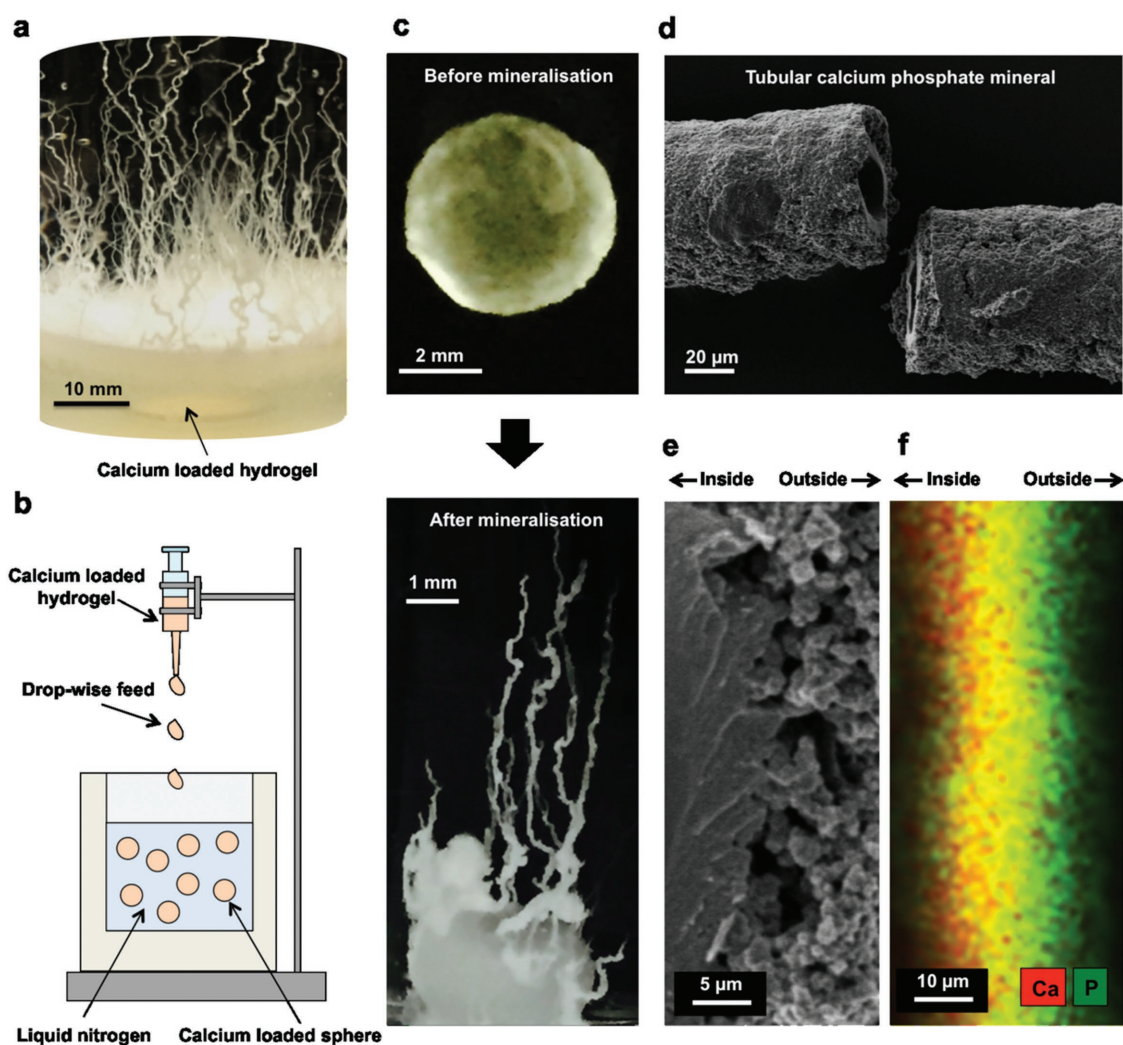 a
10 mm
Calcium loaded hydrogel
b
Calcium loaded
hydrogel
Drop-wise feed
Liquid nitrogen
Calcium loaded sphere
c
Before mineralisation
2 mm
After mineralisation
1 mm
d
Tubular calcium phosphate mineral
20 µm
e
Inside
Outside
5 µm
f
Inside
Outside
10 µm
Ca
P